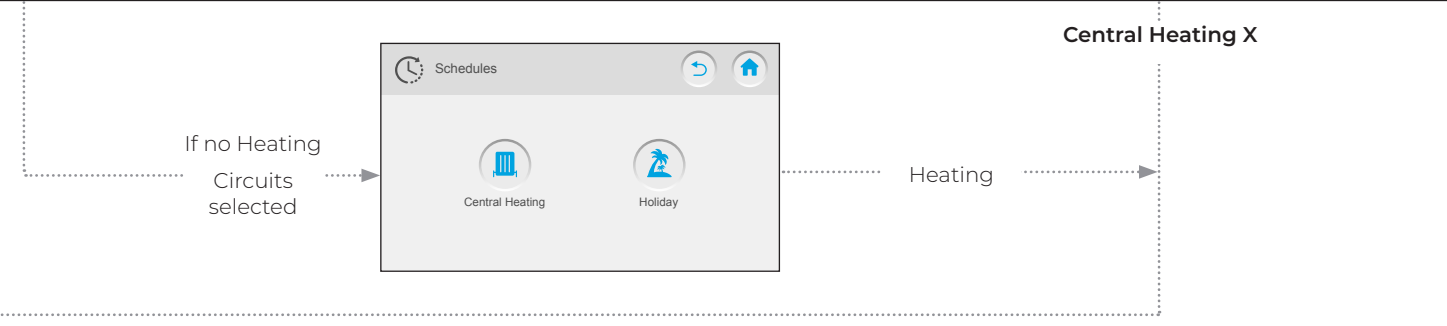 Central Heating X
Schedules
If no Heating
Circuits
selected
Central Heating
Holiday
Heating